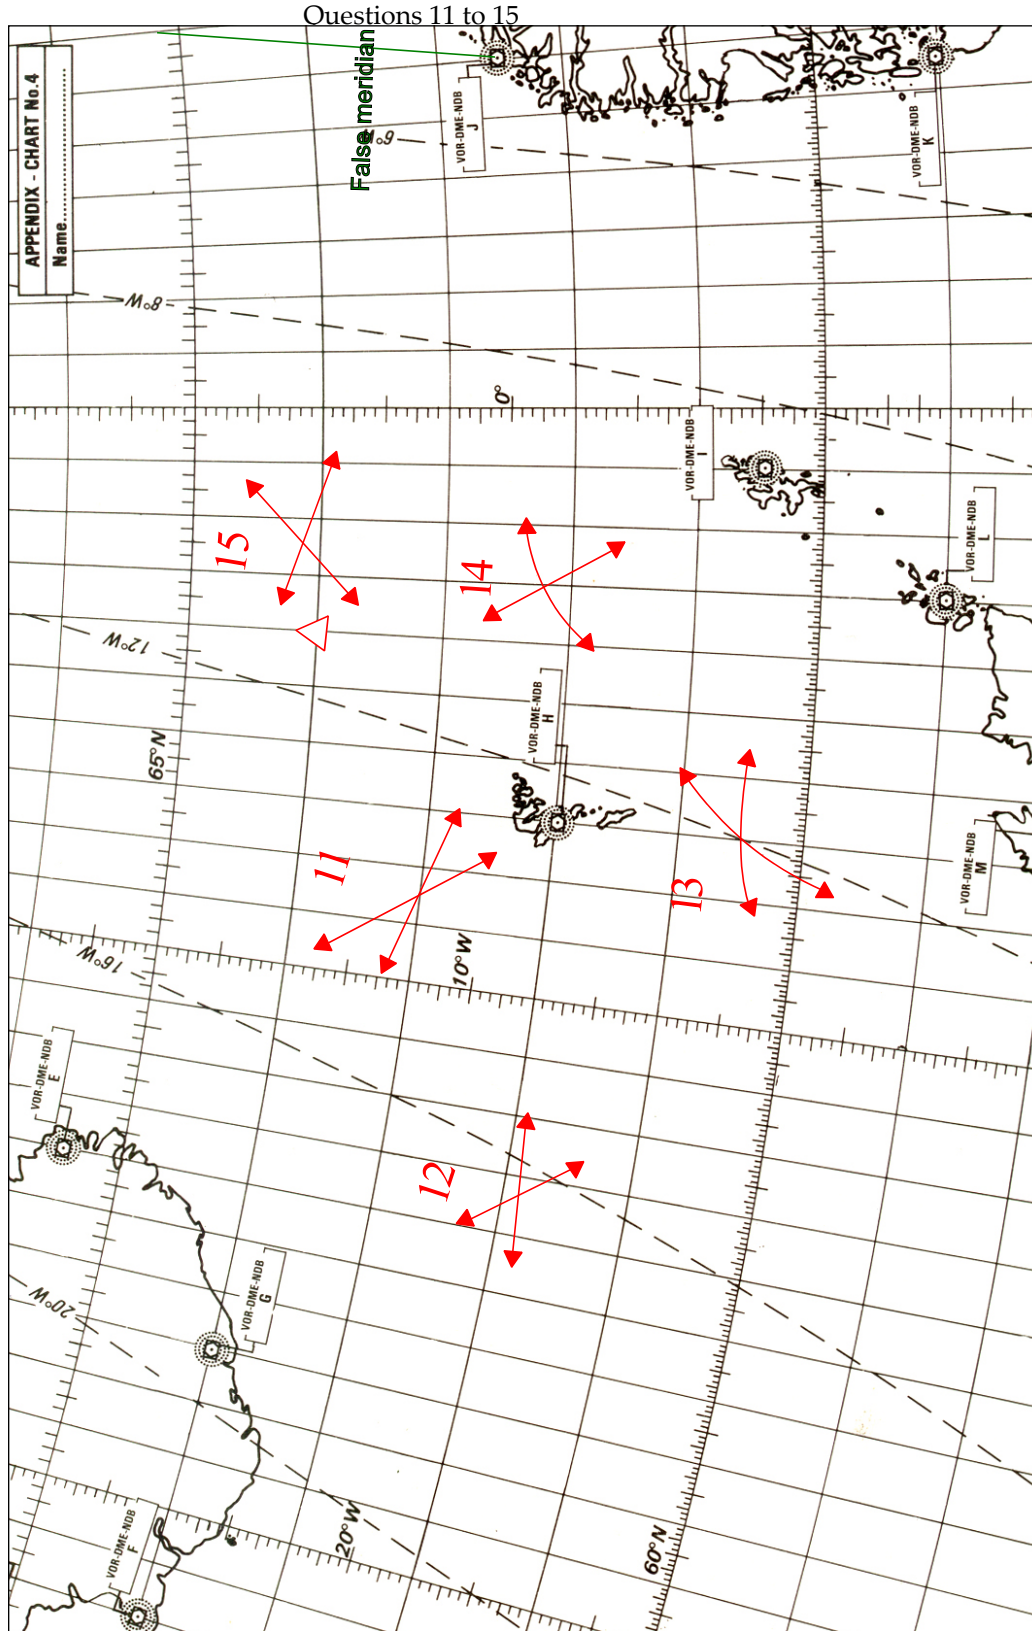 Questions 11 to 15
APPENDIX - CHART No.4
Name
False meridian
VOR-DME-NDB
J
VOR-DME-NDB
K
6°
8°W
0°
VOR-DME-NDB
I
15
14
VOR-DME-NDB
L
12°W
VOR-DME-NDB
H
65°N
11
13
VOR-DME-NDB
M
10°W
16°W
VOR-DME-NDB
E
12
VOR-DME-NDB
G
20°W
VOR-DME-NDB
F
20°W
60°N